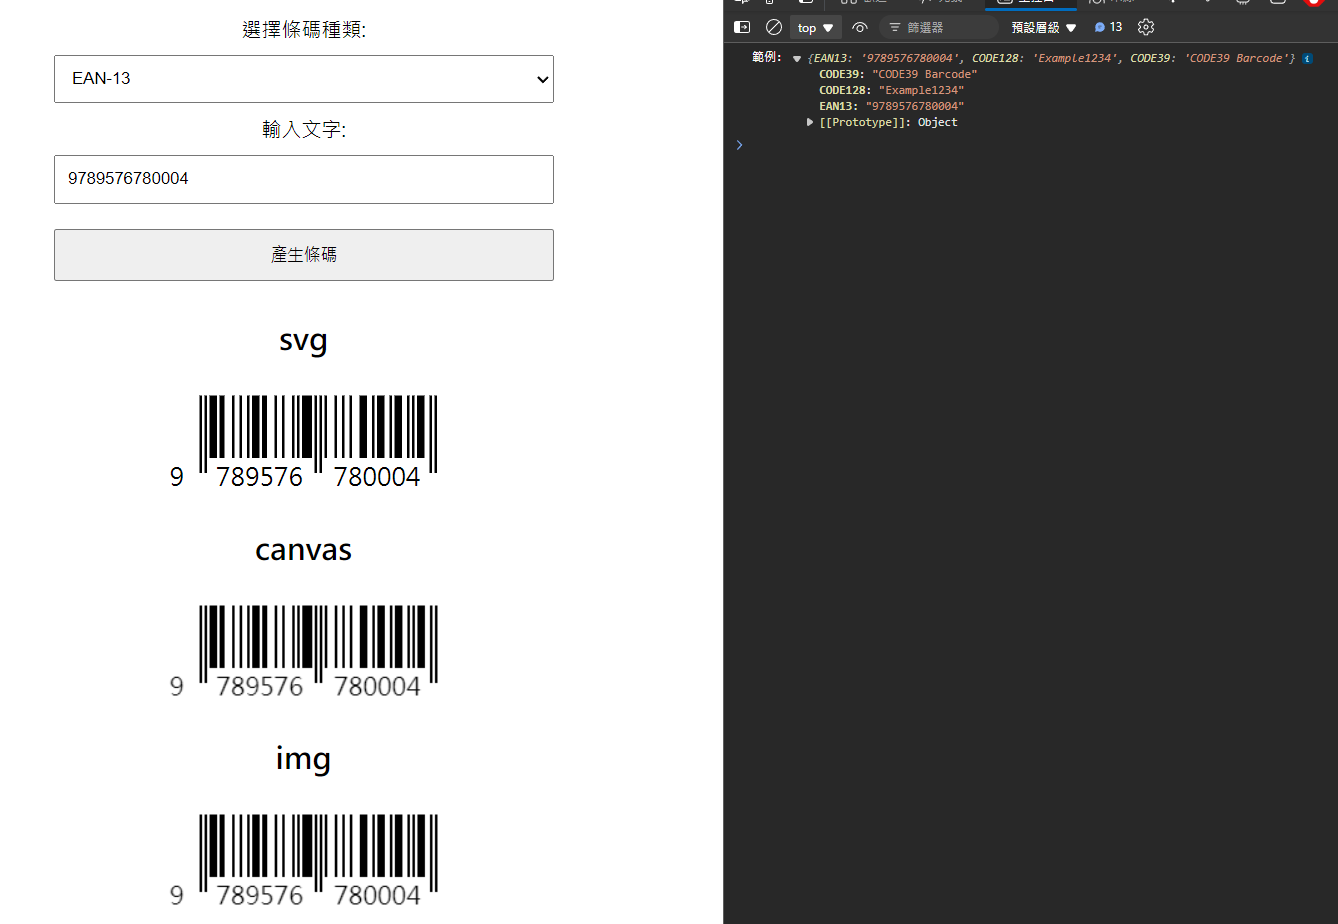 選擇條碼種類:
EAN-13
輸入文字:
9789576780004
產生條碼
svg
9 789576 780004
canvas
9 789576 780004
img
9 789576 780004
top
篩選器
預設層級
13
範例: {EAN13: '9789576780004', CODE128: 'Example1234', CODE39: 'CODE39 Barcode'}
CODE39: "CODE39 Barcode"
CODE128: "Example1234"
EAN13: "9789576780004"
[[Prototype]]: Object